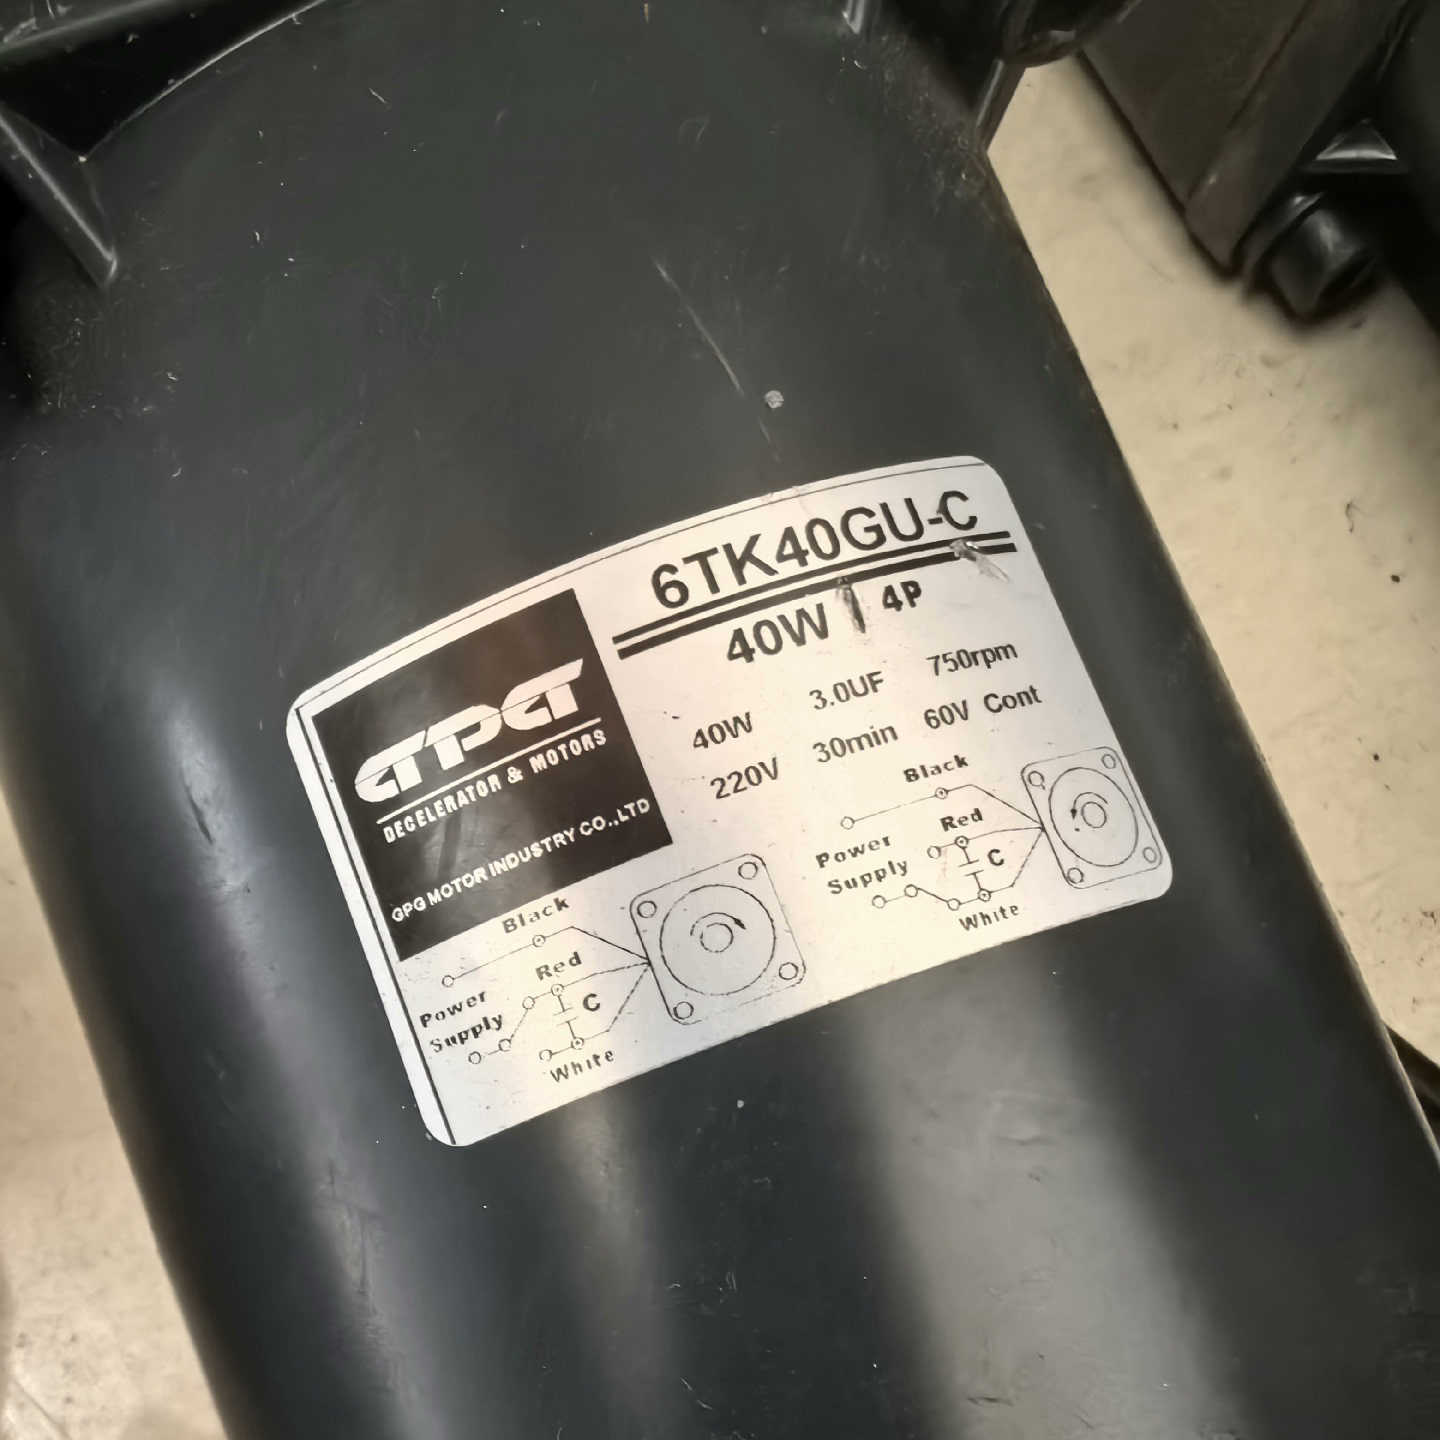 6TK40GU-C
40W 4P
40W 3.0UF 750rpm
220V 30min 60V Cont
GPG
DECELERATOR & MOTORS
GPG MOTOR INDUSTRY CO.,LTD
Black
Red
Power
Supply
C
White
Black
Red
Power
Supply
C
White